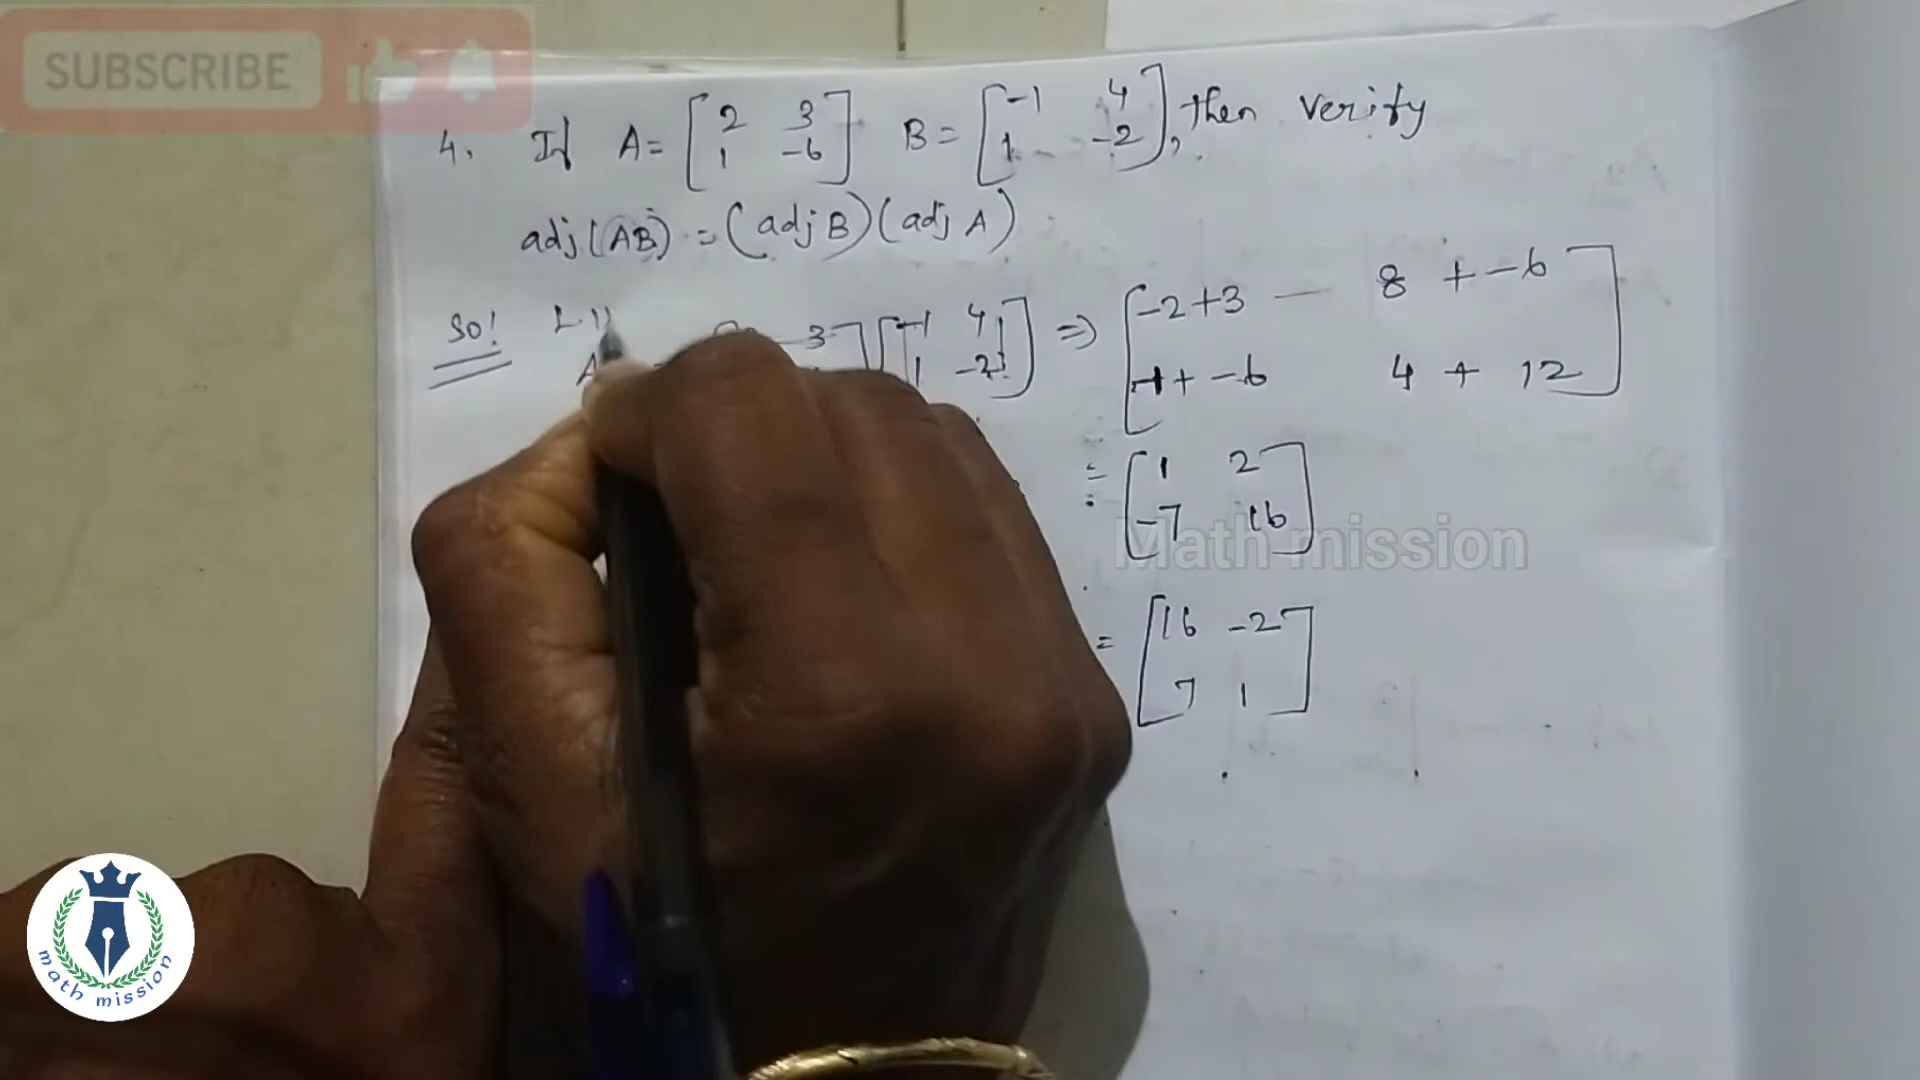 SUBSCRIBE
4. If A = [ 2 3 B = [ -1 4 ], then verify
1 -6 ] 1 -2
adj(AB) = (adj B)(adj A)
So! L.H
3 ] [ -1 4 ] => [ -2+3 8 + -6 ]
A 1 -2 -1+ -6 4 + 12
= [ 1 2 ]
-7 16
Math mission
= [ 16 -2 ]
7 1
math mission